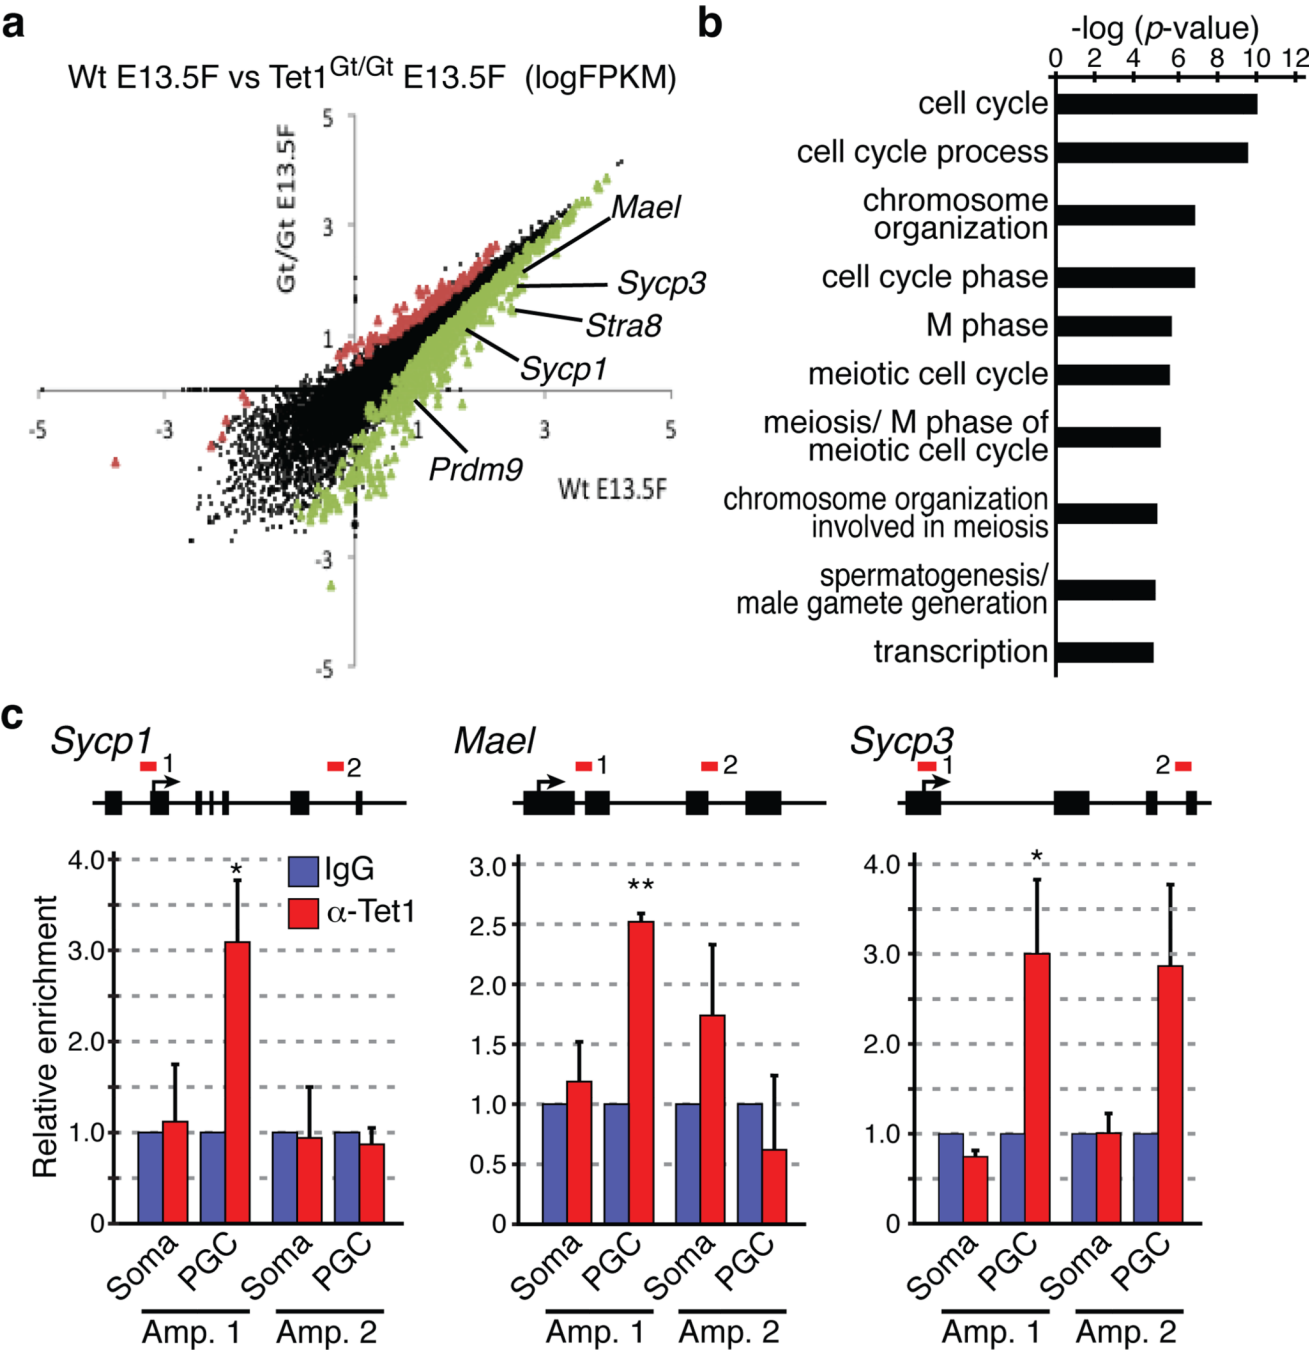 a
Wt E13.5F vs Tet1Gt/Gt E13.5F (logFPKM)
Gt/Gt E13.5F
5
3
1
-3
-5
-5
-3
1
3
5
Wt E13.5F
Mael
Sycp3
Stra8
Sycp1
Prdm9
b
-log (p-value)
0 2 4 6 8 10 12
cell cycle
cell cycle process
chromosome
organization
cell cycle phase
M phase
meiotic cell cycle
meiosis/ M phase of
meiotic cell cycle
chromosome organization
involved in meiosis
spermatogenesis/
male gamete generation
transcription
c
Sycp1
1
2
Relative enrichment
4.0
3.0
2.0
1.0
0
*
IgG
α-Tet1
Soma PGC Soma PGC
Amp. 1 Amp. 2
Mael
1
2
3.0
2.5
2.0
1.5
1.0
0.5
0
**
Soma PGC Soma PGC
Amp. 1 Amp. 2
Sycp3
1
2
4.0
3.0
2.0
1.0
0
*
Soma PGC Soma PGC
Amp. 1 Amp. 2